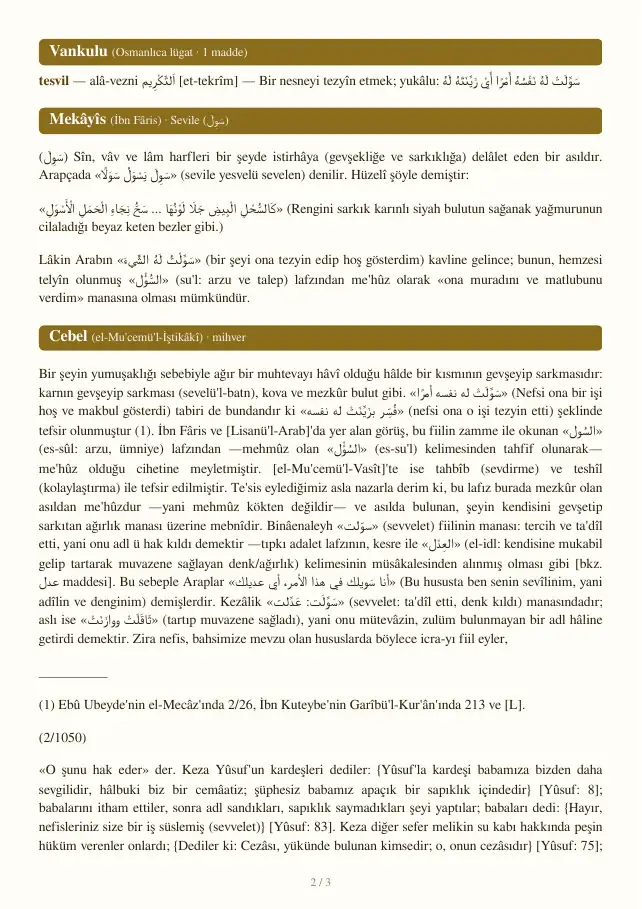 Vankulu (Osmanlıca lügat · 1 madde)
tesvil — alâ-vezni اَلتَّكْرِيم [et-tekrîm] — Bir nesneyi tezyîn etmek; yukâlu: سَوَّلَتْ لَهُ نَفْسُهُ أَمْرًا أَيْ زَيَّنَتْهُ لَهُ
Mekâyîs (İbn Fâris) · Sevile (سَوِلَ)
(سَوِلَ) Sîn, vâv ve lâm harfleri bir şeyde istirhâya (gevşekliğe ve sarkıklığa) delâlet eden bir asıldır.
Arapçada «سَوِلَ يَسْوَلُ سَوَلًا» (sevile yesvelü sevelen) denilir. Hüzelî şöyle demiştir:
«كَالسُّحُلِ الْبِيضِ جَلَا لَوْنُهَا ... سَحُّ نِجَاءِ الْحَمَلِ الْأَسْوَلِ» (Rengini sarkık karınlı siyah bulutun sağanak yağmurunun
cilaladığı beyaz keten bezler gibi.)
Lâkin Arabın «سَوَّلْتُ لَهُ الشَّيْءَ» (bir şeyi ona tezyin edip hoş gösterdim) kavline gelince; bunun, hemzesi
telyîn olunmuş «السُّؤْل» (su'l: arzu ve talep) lafzından me'hûz olarak «ona muradını ve matlubunu
verdim» manasına olması mümkündür.
Cebel (el-Mu'cemü'l-İştikâkî) · mihver
Bir şeyin yumuşaklığı sebebiyle ağır bir muhtevayı hâvî olduğu hâlde bir kısmının gevşeyip sarkmasıdır:
karnın gevşeyip sarkması (sevelü'l-batn), kova ve mezkûr bulut gibi. «سَوَّلَتْ له نفسه أمرًا» (Nefsi ona bir işi
hoş ve makbul gösterdi) tabiri de bundandır ki «فُسِّر بزَيَّنَتْ له نفسه» (nefsi ona o işi tezyin etti) şeklinde
tefsir olunmuştur (1). İbn Fâris ve [Lisanü'l-Arab]'da yer alan görüş, bu fiilin zamme ile okunan «السُول»
(es-sûl: arzu, ümniye) lafzından —mehmûz olan «السُؤْل» (es-su'l) kelimesinden tahfif olunarak—
me'hûz olduğu cihetine meyletmiştir. [el-Mu'cemü'l-Vasît]'te ise tahbîb (sevdirme) ve teshîl
(kolaylaştırma) ile tefsir edilmiştir. Te'sis eylediğimiz asla nazarla derim ki, bu lafız burada mezkûr olan
asıldan me'hûzdur —yani mehmûz kökten değildir— ve asılda bulunan, şeyin kendisini gevşetip
sarkıtan ağırlık manası üzerine mebnîdir. Binâenaleyh «سوّلت» (sevvelet) fiilinin manası: tercih ve ta'dîl
etti, yani onu adl ü hak kıldı demektir —tıpkı adalet lafzının, kesre ile «العِدْل» (el-idl: kendisine mukabil
gelip tartarak muvazene sağlayan denk/ağırlık) kelimesinin müsâkalesinden alınmış olması gibi [bkz.
عدل maddesi]. Bu sebeple Araplar «أنا سَويلك في هذا الأمر، أي عديلك» (Bu hususta ben senin sevîlinim, yani
adîlin ve denginim) demişlerdir. Kezâlik «سوَّلَت: عَدّلت» (sevvelet: ta'dîl etti, denk kıldı) manasındadır;
aslı ise «ثَاقَلَتْ ووازنَتْ» (tartıp muvazene sağladı), yani onu mütevâzin, zulüm bulunmayan bir adl hâline
getirdi demektir. Zira nefis, bahsimize mevzu olan hususlarda böylece icra-yı fiil eyler,
(1) Ebû Ubeyde'nin el-Mecâz'ında 2/26, İbn Kuteybe'nin Garîbü'l-Kur'ân'ında 213 ve [L].
(2/1050)
«O şunu hak eder» der. Keza Yûsuf'un kardeşleri dediler: {Yûsuf'la kardeşi babamıza bizden daha
sevgilidir, hâlbuki biz bir cemâatiz; şüphesiz babamız apaçık bir sapıklık içindedir} [Yûsuf: 8];
babalarını itham ettiler, sonra adl sandıkları, sapıklık saymadıkları şeyi yaptılar; babaları dedi: {Hayır,
nefisleriniz size bir iş süslemiş (sevvelet)} [Yûsuf: 83]. Keza diğer sefer melikin su kabı hakkında peşin
hüküm verenler onlardı; {Dediler ki: Cezâsı, yükünde bulunan kimsedir; o, onun cezâsıdır} [Yûsuf: 75];
2 / 3